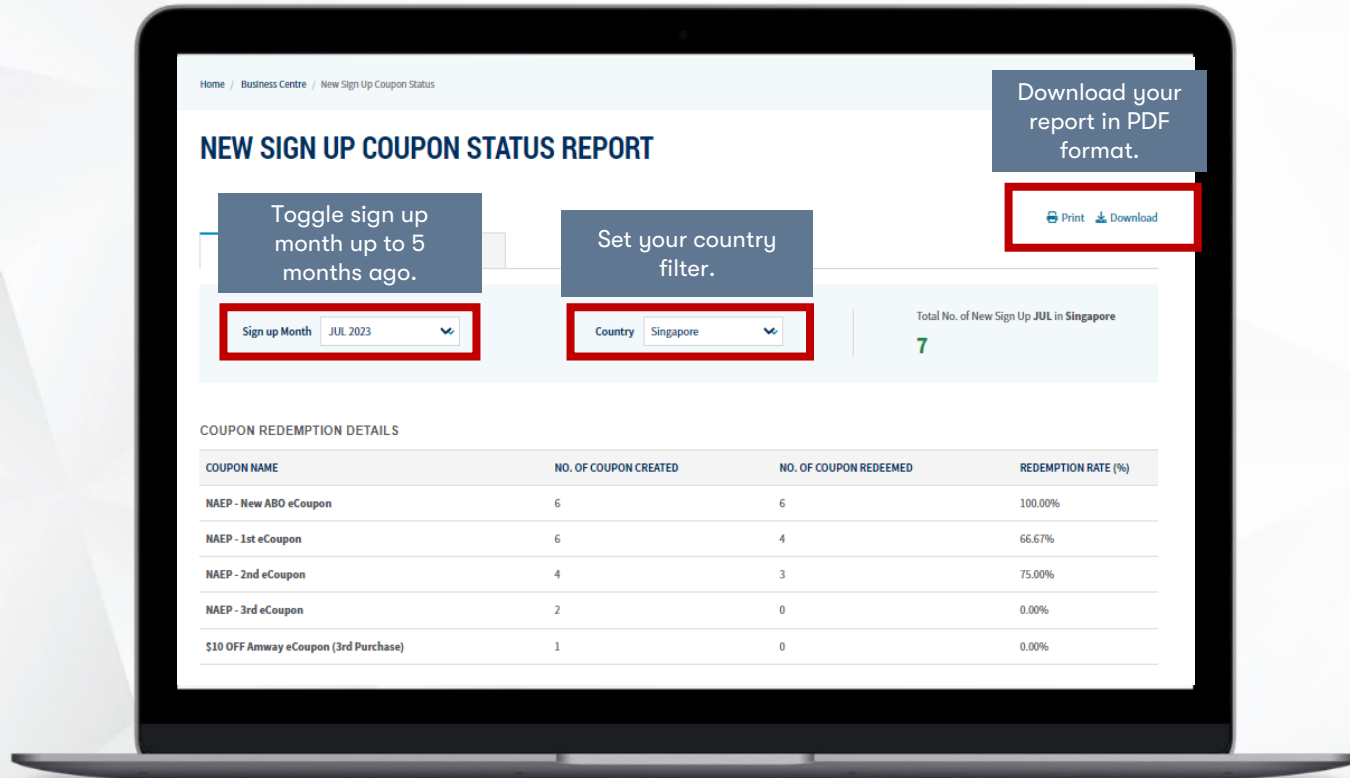 Home / Business Centre / New Sign Up Coupon Status
Download your
report in PDF
format.
NEW SIGN UP COUPON STATUS REPORT
Toggle sign up
month up to 5
months ago.
Set your country
filter.
Print Download
Sign up Month JUL 2023
Country Singapore
Total No. of New Sign Up JUL in Singapore
7
COUPON REDEMPTION DETAILS
COUPON NAME NO. OF COUPON CREATED NO. OF COUPON REDEEMED REDEMPTION RATE (%)
NAEP - New ABO eCoupon 6 6 100.00%
NAEP - 1st eCoupon 6 4 66.67%
NAEP - 2nd eCoupon 4 3 75.00%
NAEP - 3rd eCoupon 2 0 0.00%
$10 OFF Amway eCoupon (3rd Purchase) 1 0 0.00%